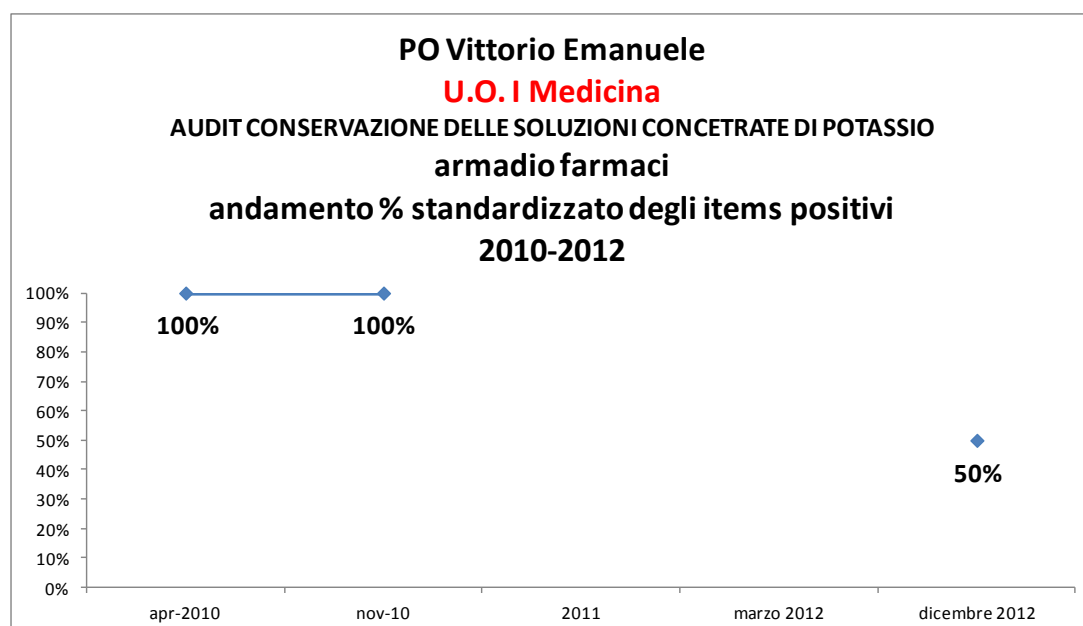 PO Vittorio Emanuele
U.O. I Medicina
AUDIT CONSERVAZIONE DELLE SOLUZIONI CONCETRATE DI POTASSIO
armadio farmaci
andamento % standardizzato degli items positivi
2010-2012
100%
90%
80%
70%
60%
50%
40%
30%
20%
10%
0%
100%
100%
50%
apr-2010
nov-10
2011
marzo 2012
dicembre 2012